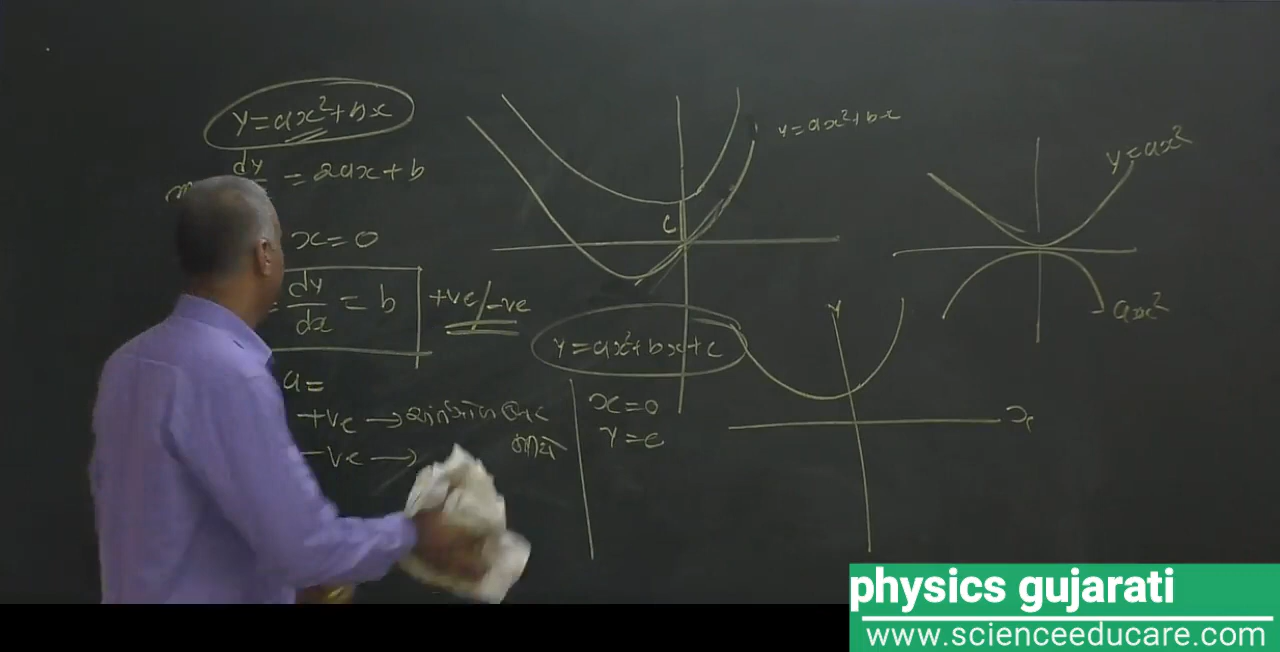 y=ax²+bx
dy = 2ax+b
x=0
= dy/dx = b
+ve/-ve
a=
+ve →
-ve →
y=ax²+bx+c
x=0
y=c
C
y=ax²+bx
y
x
y=ax²
ax²
physics gujarati
www.scienceeducare.com